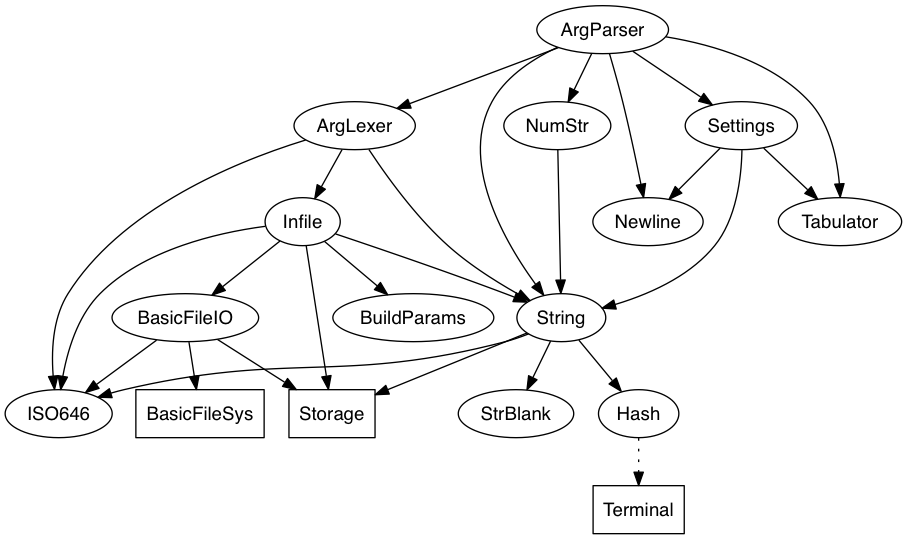 ArgParser
ArgLexer
NumStr
Settings
Infile
Newline
Tabulator
BasicFileIO
BuildParams
String
ISO646
BasicFileSys
Storage
StrBlank
Hash
Terminal